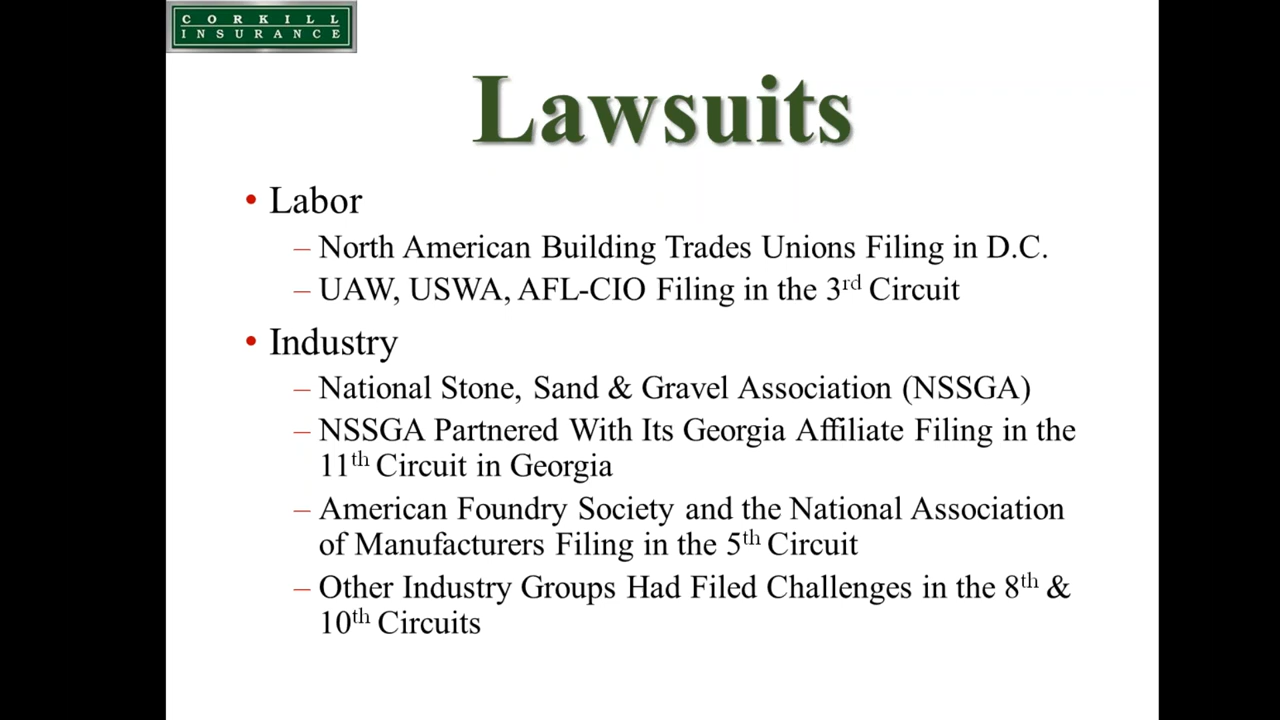 CORKILL
INSURANCE
Lawsuits
• Labor
– North American Building Trades Unions Filing in D.C.
– UAW, USWA, AFL-CIO Filing in the 3rd Circuit
• Industry
– National Stone, Sand & Gravel Association (NSSGA)
– NSSGA Partnered With Its Georgia Affiliate Filing in the
11th Circuit in Georgia
– American Foundry Society and the National Association
of Manufacturers Filing in the 5th Circuit
– Other Industry Groups Had Filed Challenges in the 8th &
10th Circuits